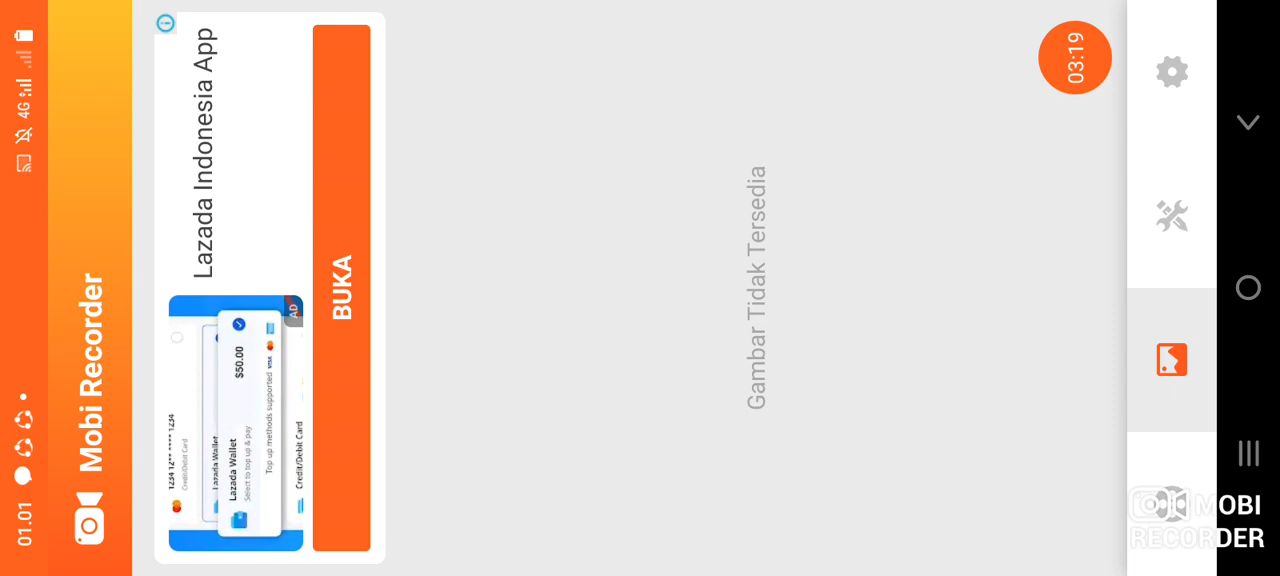 01.01
4G
Mobi Recorder
Lazada Indonesia App
AD
1234 12** **** 1234
Credit/Debit Card
Lazada Wallet
Lazada Wallet
Select to top up & pay
$50.00
Top up methods supported
VISA
Credit/Debit Card
BUKA
Gambar Tidak Tersedia
03:19
MOBI
RECORDER